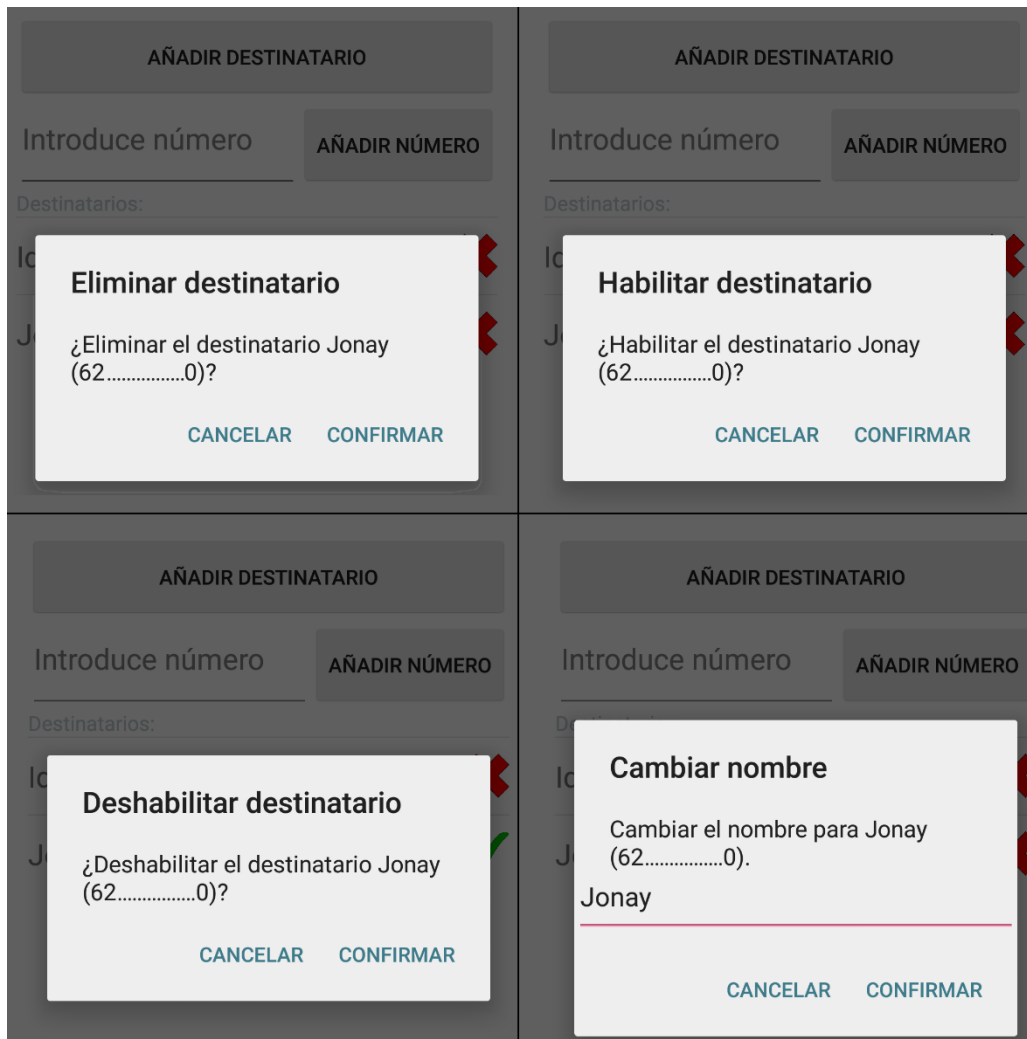 AÑADIR DESTINATARIO
Introduce número
AÑADIR NÚMERO
Destinatarios:
Eliminar destinatario
¿Eliminar el destinatario Jonay
(62................0)?
CANCELAR CONFIRMAR
AÑADIR DESTINATARIO
Introduce número
AÑADIR NÚMERO
Destinatarios:
Habilitar destinatario
¿Habilitar el destinatario Jonay
(62................0)?
CANCELAR CONFIRMAR
AÑADIR DESTINATARIO
Introduce número
AÑADIR NÚMERO
Destinatarios:
Deshabilitar destinatario
¿Deshabilitar el destinatario Jonay
(62................0)?
CANCELAR CONFIRMAR
AÑADIR DESTINATARIO
Introduce número
AÑADIR NÚMERO
Cambiar nombre
Cambiar el nombre para Jonay
(62................0).
Jonay
CANCELAR CONFIRMAR